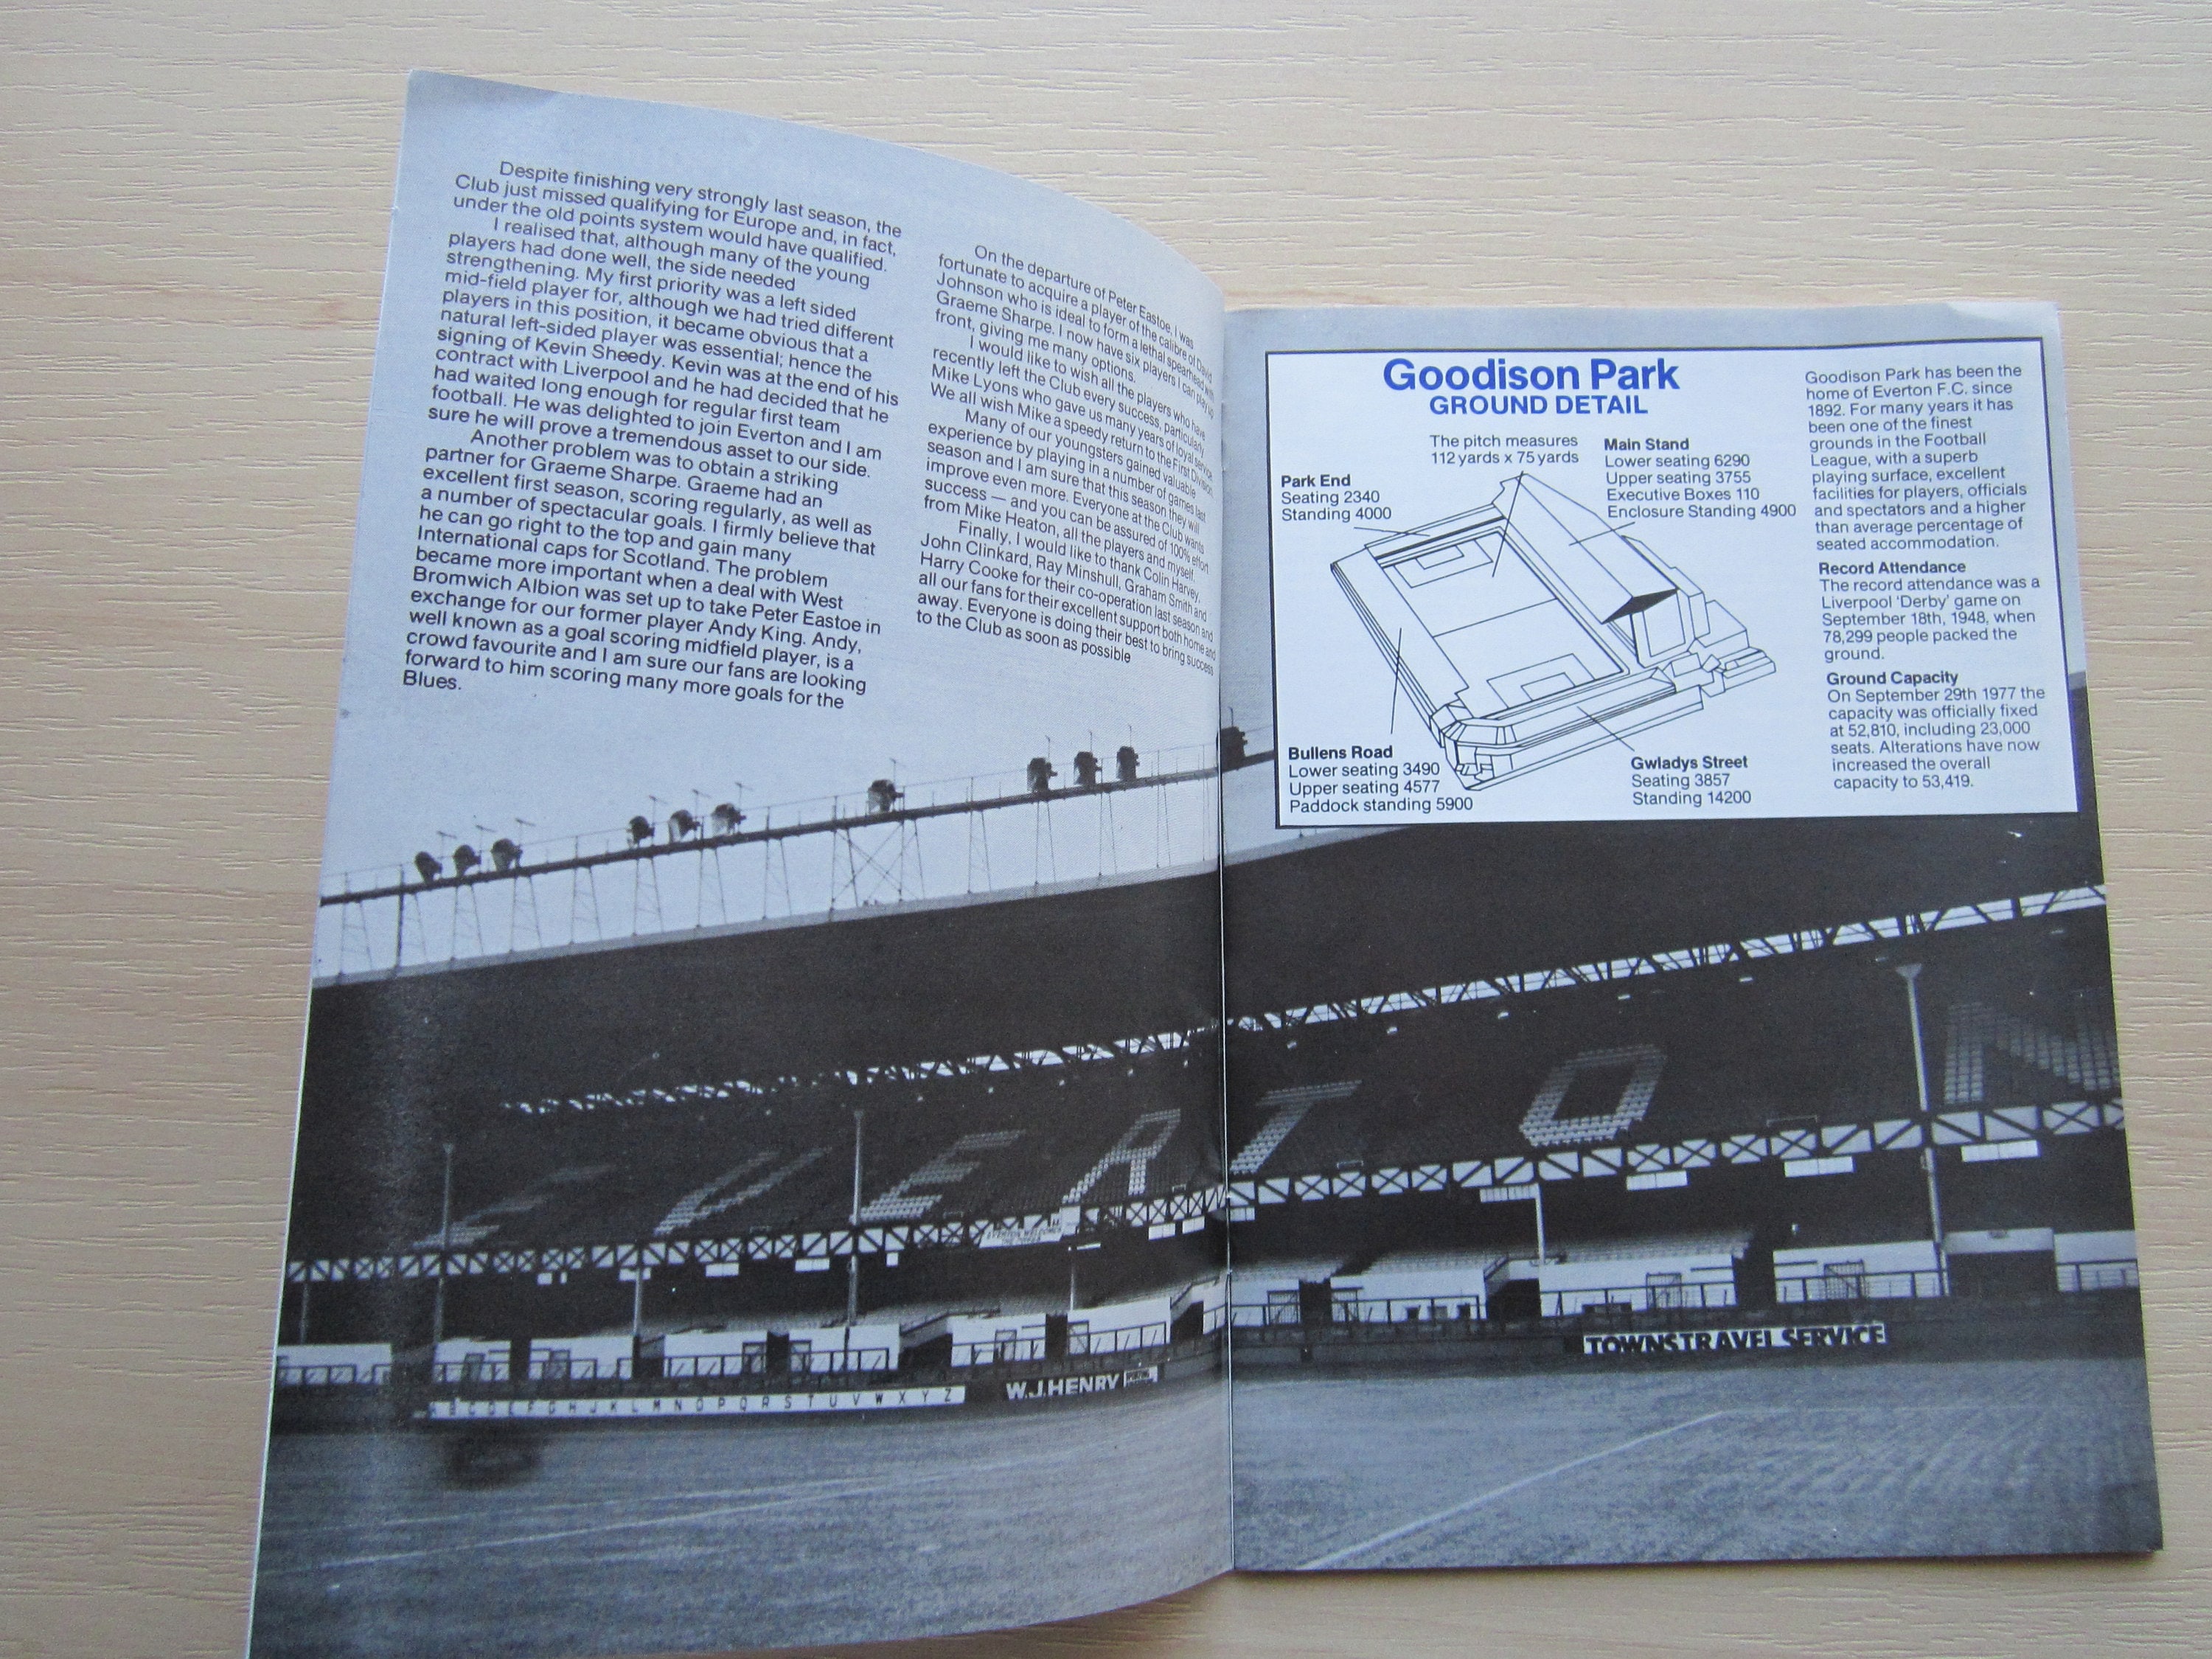 Despite finishing very strongly last season, the
Club just missed qualifying for Europe and, in fact,
under the old points system would have qualified.
I realised that, although many of the young
players had done well, the side needed
strengthening. My first priority was a left sided
mid-field player for, although we had tried different
players in this position, it became obvious that a
natural left-sided player was essential; hence the
signing of Kevin Sheedy. Kevin was at the end of his
contract with Liverpool and he had decided that he
had waited long enough for regular first team
football. He was delighted to join Everton and I am
sure he will prove a tremendous asset to our side.
Another problem was to obtain a striking
partner for Graeme Sharpe. Graeme had an
excellent first season, scoring regularly, as well as
a number of spectacular goals. I firmly believe that
he can go right to the top and gain many
International caps for Scotland. The problem
became more important when a deal with West
Bromwich Albion was set up to take Peter Eastoe in
exchange for our former player Andy King. Andy,
well known as a goal scoring midfield player, is a
crowd favourite and I am sure our fans are looking
forward to him scoring many more goals for the
Blues.
On the departure of Peter Eastoe, I was
fortunate to acquire a player of the calibre of David
Johnson who is ideal to form a lethal spearhead with
Graeme Sharpe. I now have six players I can play up
front, giving me many options.
I would like to wish all the players who have
recently left the Club every success, particularly
Mike Lyons who gave us many years of loyal service.
We all wish Mike a speedy return to the First Division.
Many of our youngsters gained valuable
experience by playing in a number of games last
season and I am sure that this season they will
improve even more. Everyone at the Club wants
success — and you can be assured of 100% effort
from Mike Heaton, all the players and myself.
Finally, I would like to thank Colin Harvey,
John Clinkard, Ray Minshull, Graham Smith and
Harry Cooke for their co-operation last season and
all our fans for their excellent support both home and
away. Everyone is doing their best to bring success
to the Club as soon as possible
Goodison Park
GROUND DETAIL
The pitch measures
112 yards x 75 yards
Main Stand
Lower seating 6290
Upper seating 3755
Executive Boxes 110
Enclosure Standing 4900
Park End
Seating 2340
Standing 4000
Bullens Road
Lower seating 3490
Upper seating 4577
Paddock standing 5900
Gwladys Street
Seating 3857
Standing 14200
Goodison Park has been the
home of Everton F.C. since
1892. For many years it has
been one of the finest
grounds in the Football
League, with a superb
playing surface, excellent
facilities for players, officials
and spectators and a higher
than average percentage of
seated accommodation.
Record Attendance
The record attendance was a
Liverpool 'Derby' game on
September 18th, 1948, when
78,299 people packed the
ground.
Ground Capacity
On September 29th 1977 the
capacity was officially fixed
at 52,810, including 23,000
seats. Alterations have now
increased the overall
capacity to 53,419.
EVERTON
EVERTON WELCOMES
A B C D E F G H J K L M N O P Q R S T U V W X Y Z
W.J. HENRY
TOWNS TRAVEL SERVICE